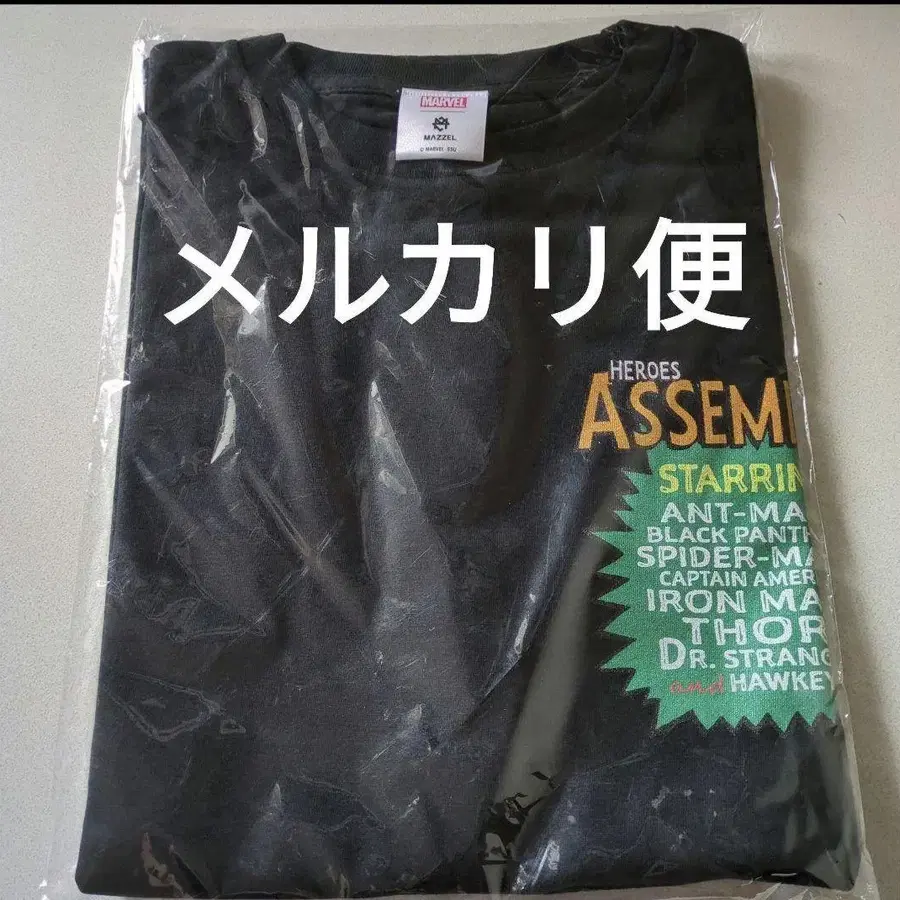 MARVEL
MAZZEL
© MARVEL
メルカリ便
HEROES
ASSEM
STARRIN
ANT-MA
BLACK PANTH
SPIDER-MA
CAPTAIN AMER
IRON MA
THOR
DR. STRANG
and HAWKEY